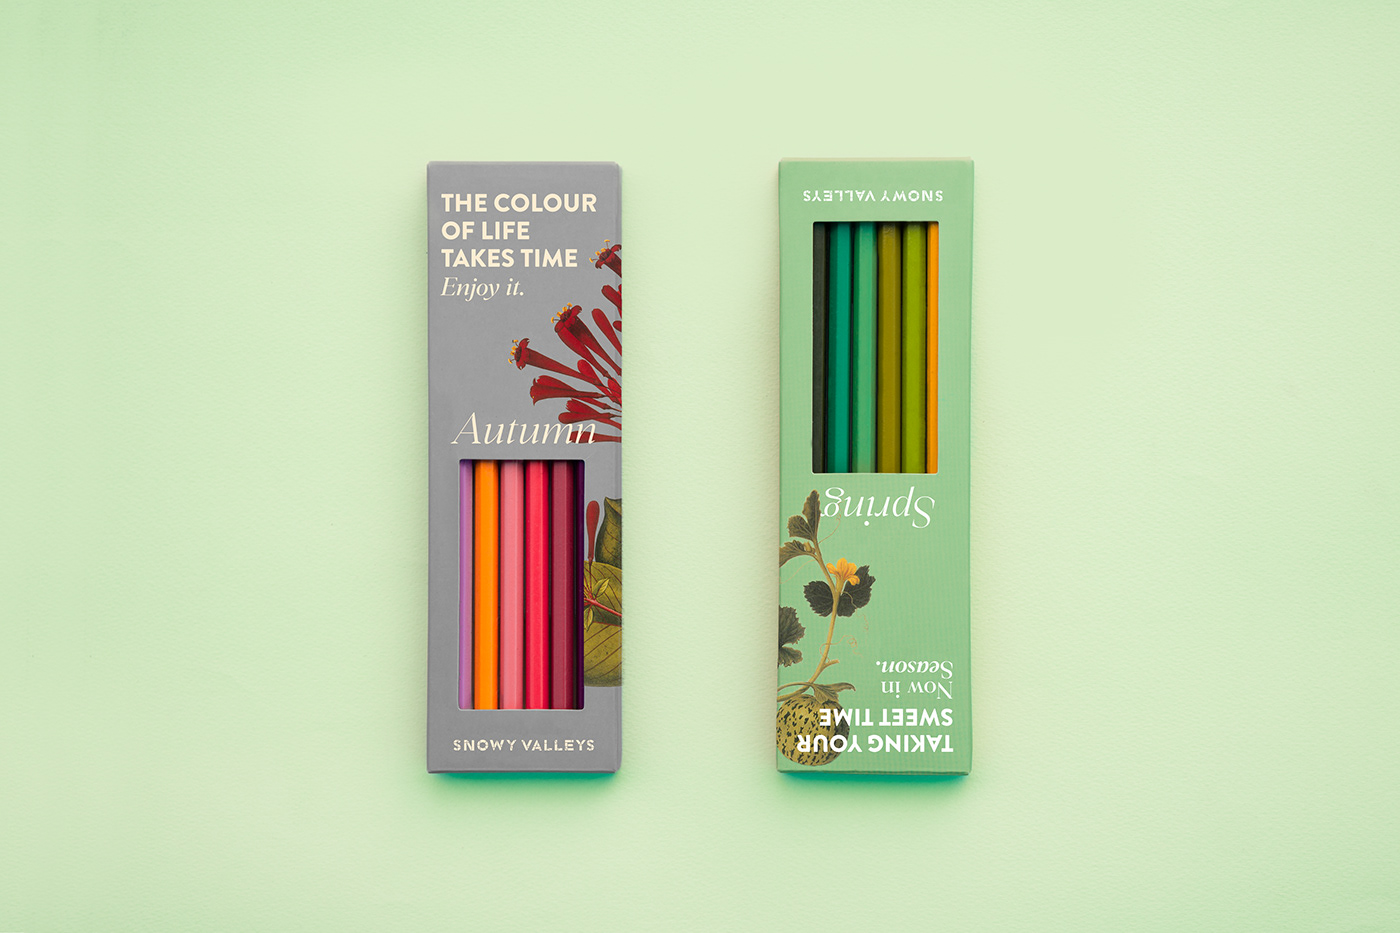 THE COLOUR
OF LIFE
TAKES TIME
Enjoy it.
Autumn
SNOWY VALLEYS
TAKING YOUR
SWEET TIME
Now in
Season.
Spring
SNOWY VALLEYS